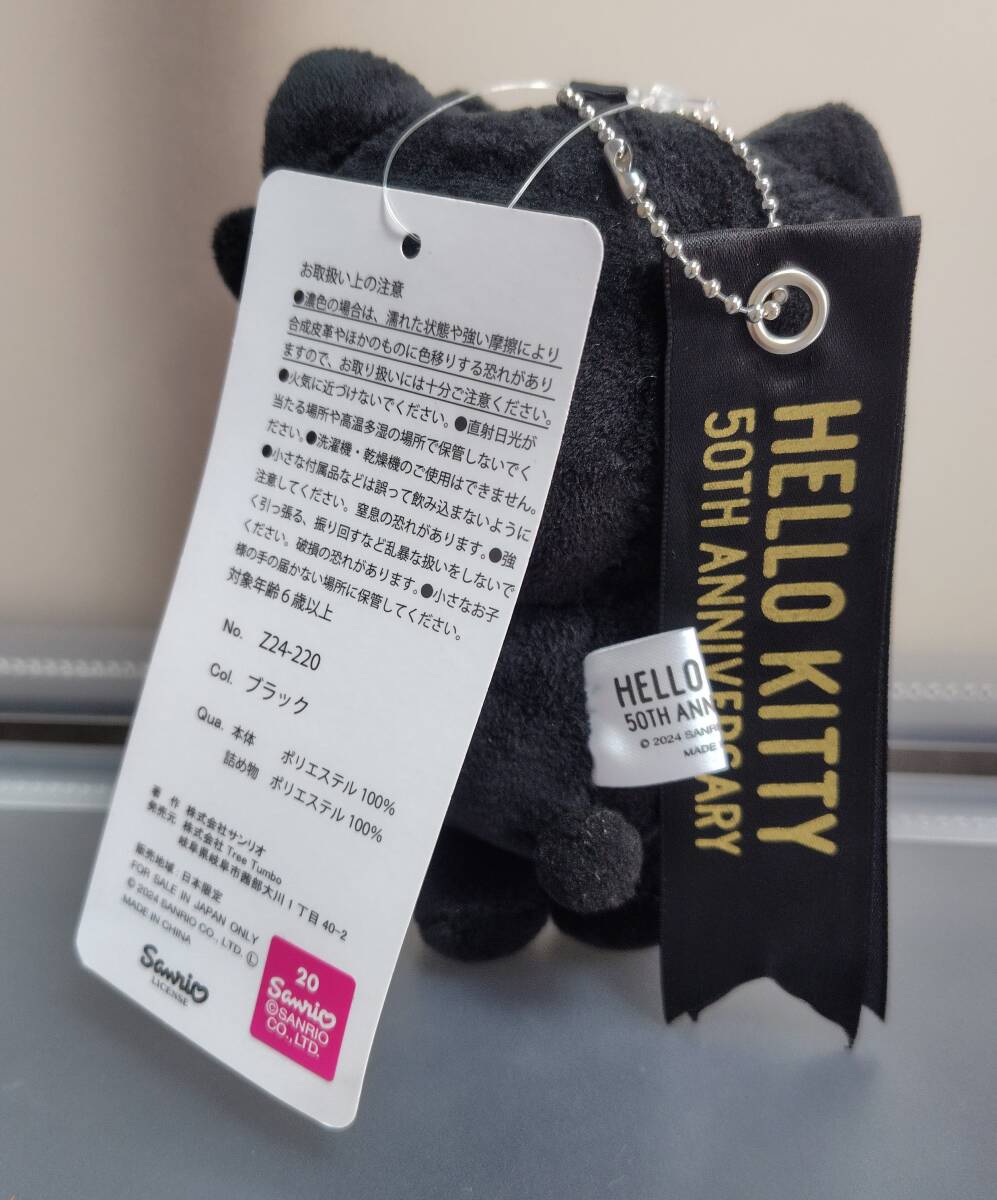 お取扱い上の注意
●濃色の場合は、濡れた状態や強い摩擦により
合成皮革やほかのものに色移りする恐れがあり
ますので、お取り扱いには十分ご注意ください。
●火気に近づけないでください。●直射日光が
当たる場所や高温多湿の場所で保管しないでく
ださい。●洗濯機・乾燥機のご使用はできません。
●小さな付属品などは誤って飲み込まないように
注意してください。窒息の恐れがあります。●強
く引っ張る、振り回すなど乱暴な扱いをしないで
ください。破損の恐れがあります。●小さなお子
様の手の届かない場所に保管してください。
対象年齢6歳以上
No. Z24-220
Col. ブラック
Qua. 本体 ポリエステル100%
詰め物 ポリエステル100%
著作 株式会社サンリオ
発売元 株式会社 Tree Tumbo
岐阜県岐阜市茜部大川1丁目40-2
販売地域:日本限定
FOR SALE IN JAPAN ONLY
© 2024 SANRIO CO., LTD. Ⓛ
MADE IN CHINA
Sanrio
LICENSE
20
Sanrio
©SANRIO
CO.,LTD.
HELLO
50TH ANN
© 2024 SANR
MADE
HELLO KITTY
50TH ANNIVERSARY